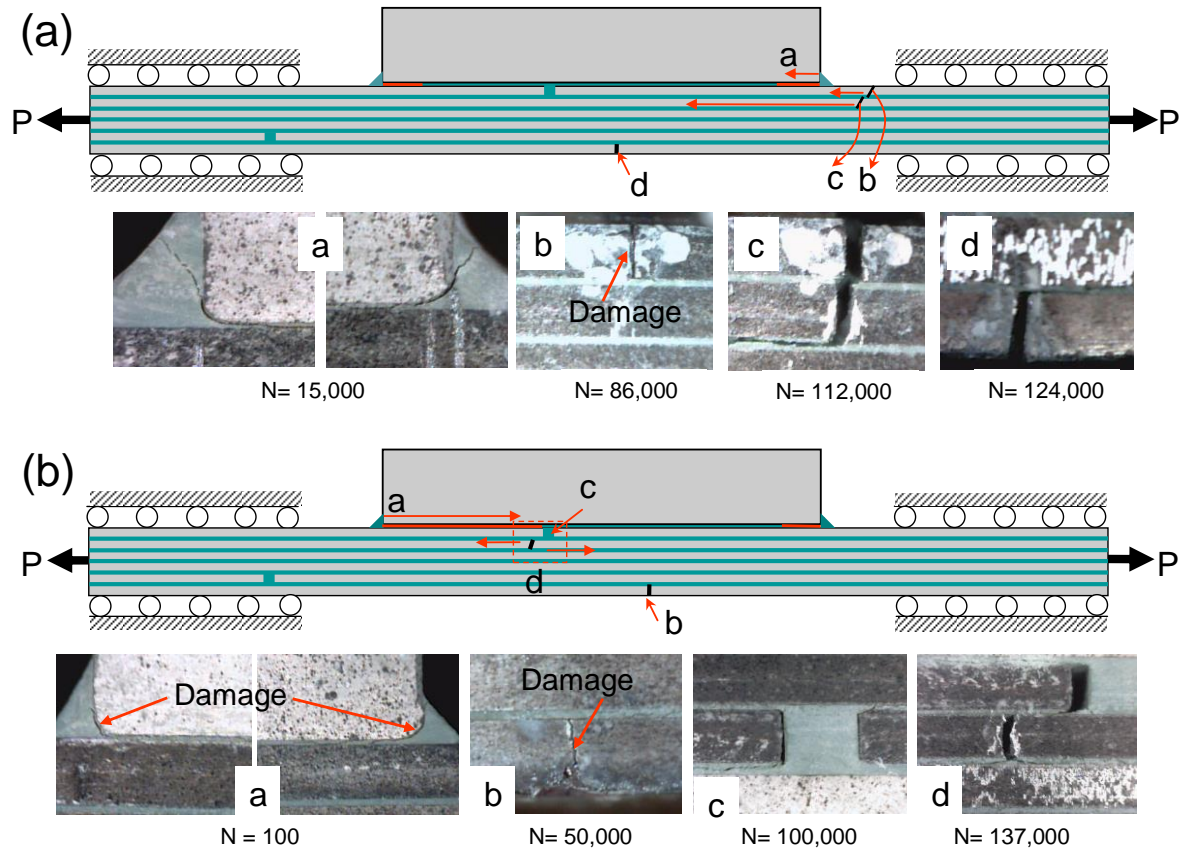 (a)
a
P
P
d
c
b
a
b
Damage
c
d
N= 15,000
N= 86,000
N= 112,000
N= 124,000
(b)
a
c
P
P
d
b
Damage
a
Damage
b
c
d
N = 100
N= 50,000
N= 100,000
N= 137,000